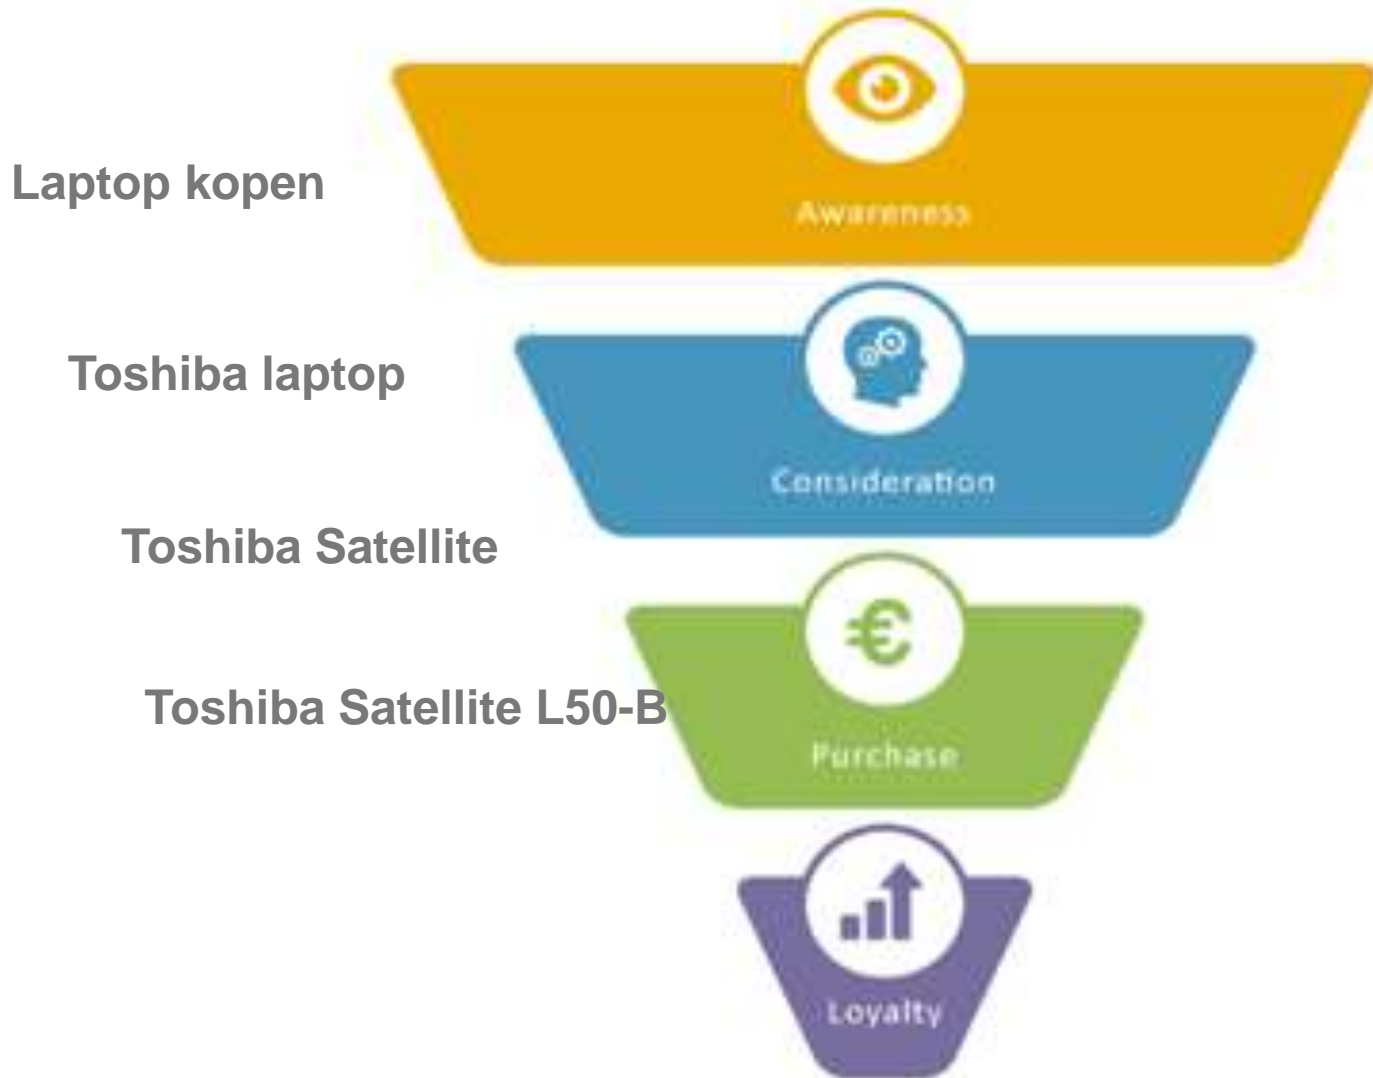 Laptop kopen
Awareness
Toshiba laptop
Consideration
Toshiba Satellite
Toshiba Satellite L50-B
Purchase
Loyalty